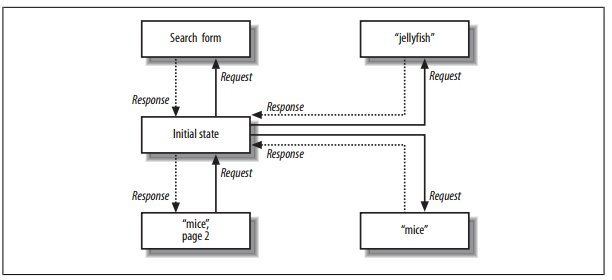 Search form
“jellyfish”
Request
Request
Response
Response
Initial state
Response
Request
Response
Request
“mice”,
page 2
“mice”